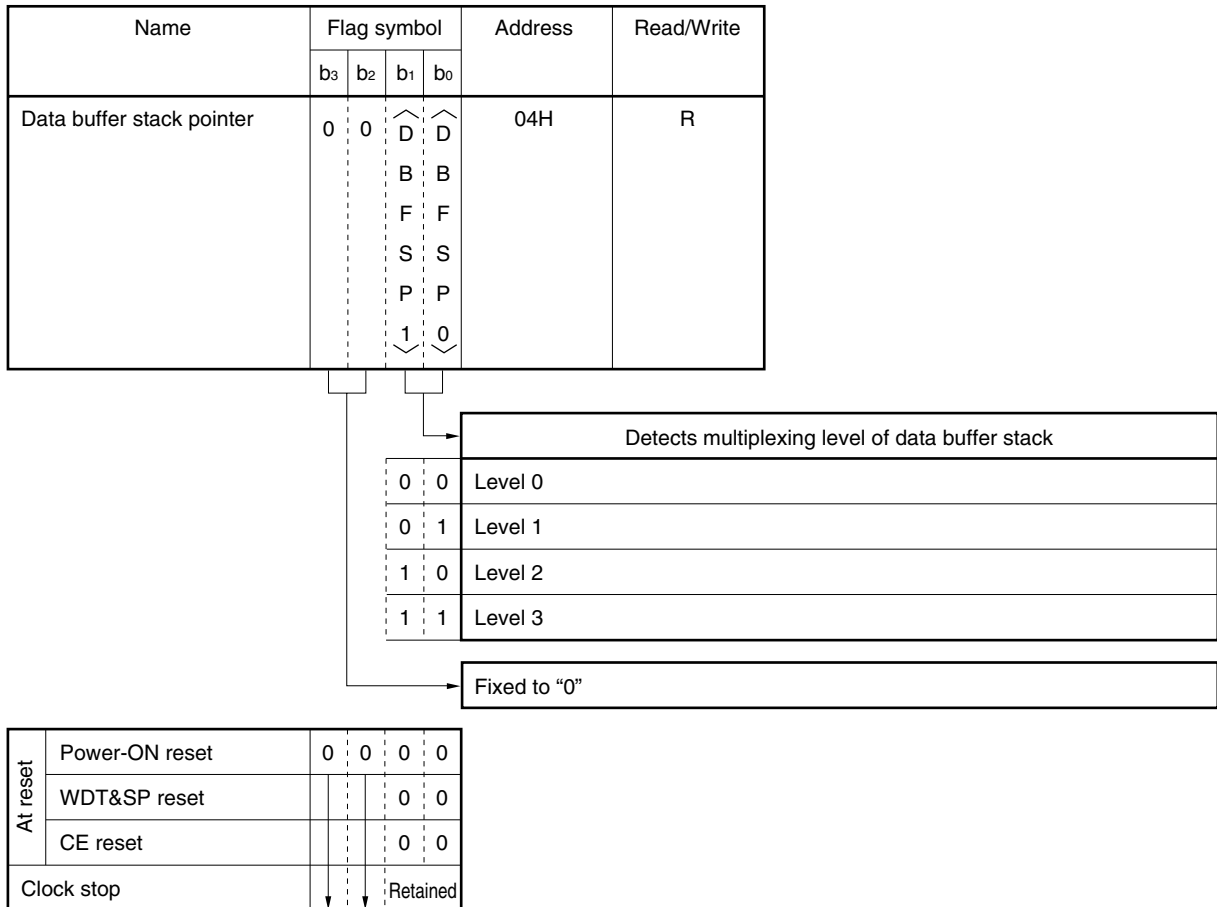 Name Flag symbol Address Read/Write
b3 b2 b1 b0
Data buffer stack pointer 0 0 〈DBFSP1〉 〈DBFSP0〉 04H R
Detects multiplexing level of data buffer stack
0 0 Level 0
0 1 Level 1
1 0 Level 2
1 1 Level 3
Fixed to “0”
At reset
Power-ON reset 0 0 0 0
WDT&SP reset 0 0
CE reset 0 0
Clock stop Retained